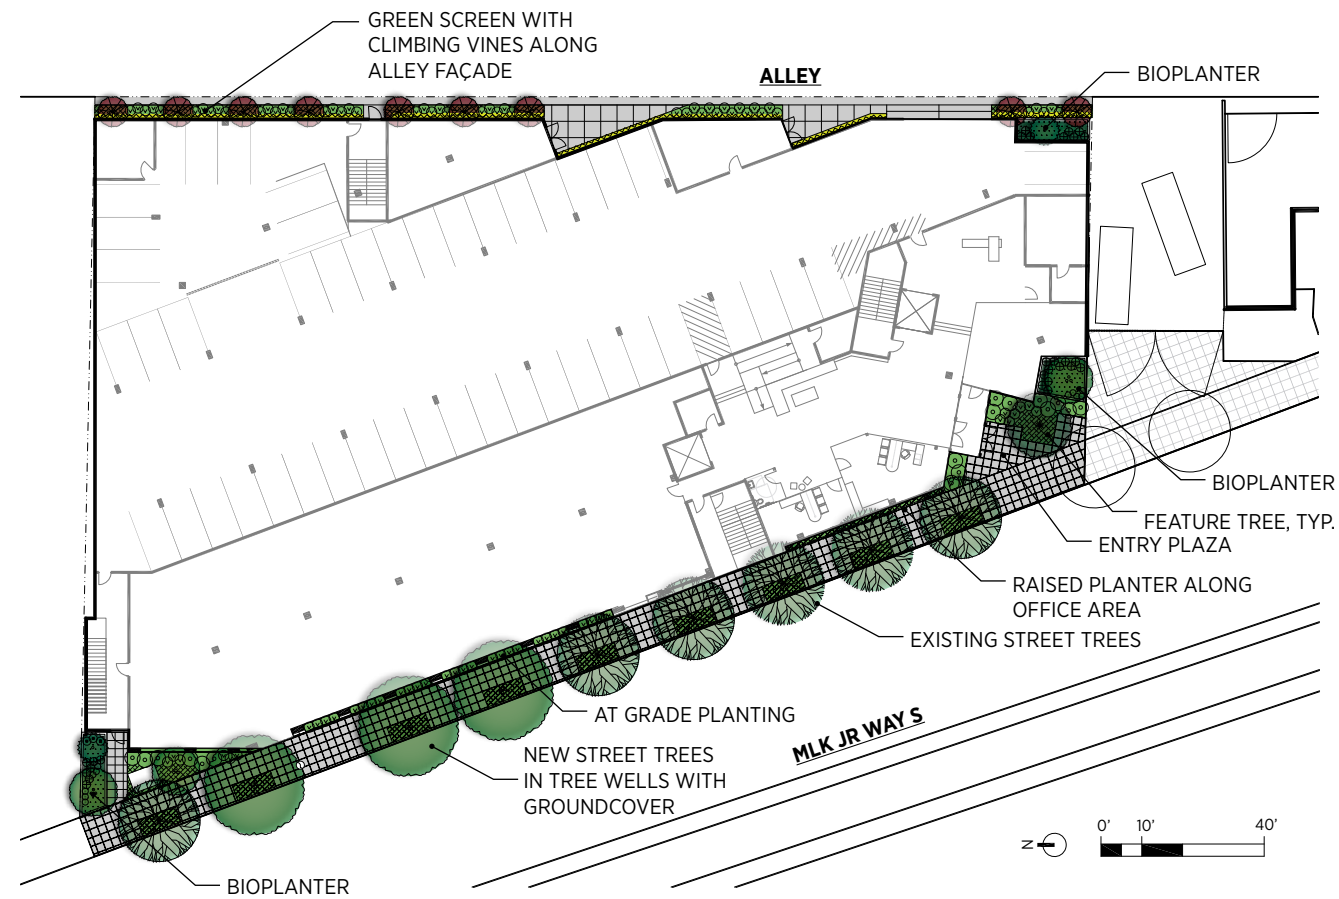 GREEN SCREEN WITH
CLIMBING VINES ALONG
ALLEY FAÇADE
ALLEY
BIOPLANTER
BIOPLANTER
FEATURE TREE, TYP.
ENTRY PLAZA
RAISED PLANTER ALONG
OFFICE AREA
EXISTING STREET TREES
AT GRADE PLANTING
MLK JR WAY S
NEW STREET TREES
IN TREE WELLS WITH
GROUNDCOVER
BIOPLANTER
N
0' 10' 40'